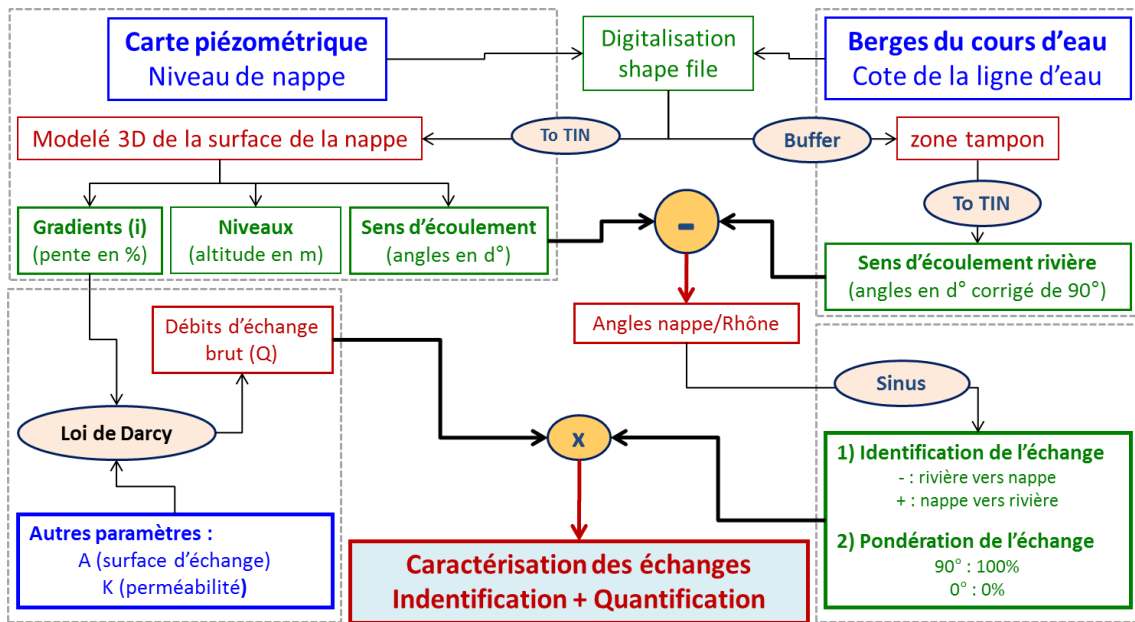 Carte piézométrique
Niveau de nappe
Digitalisation
shape file
Berges du cours d’eau
Cote de la ligne d’eau
Modelé 3D de la surface de la nappe
To TIN
Buffer
zone tampon
To TIN
Gradients (i)
(pente en %)
Niveaux
(altitude en m)
Sens d’écoulement
(angles en d°)
-
Sens d’écoulement rivière
(angles en d° corrigé de 90°)
Débits d’échange
brut (Q)
Angles nappe/Rhône
Sinus
Loi de Darcy
x
1) Identification de l’échange
- : rivière vers nappe
+ : nappe vers rivière
2) Pondération de l’échange
90° : 100%
0° : 0%
Autres paramètres :
A (surface d’échange)
K (perméabilité)
Caractérisation des échanges
Indentification + Quantification